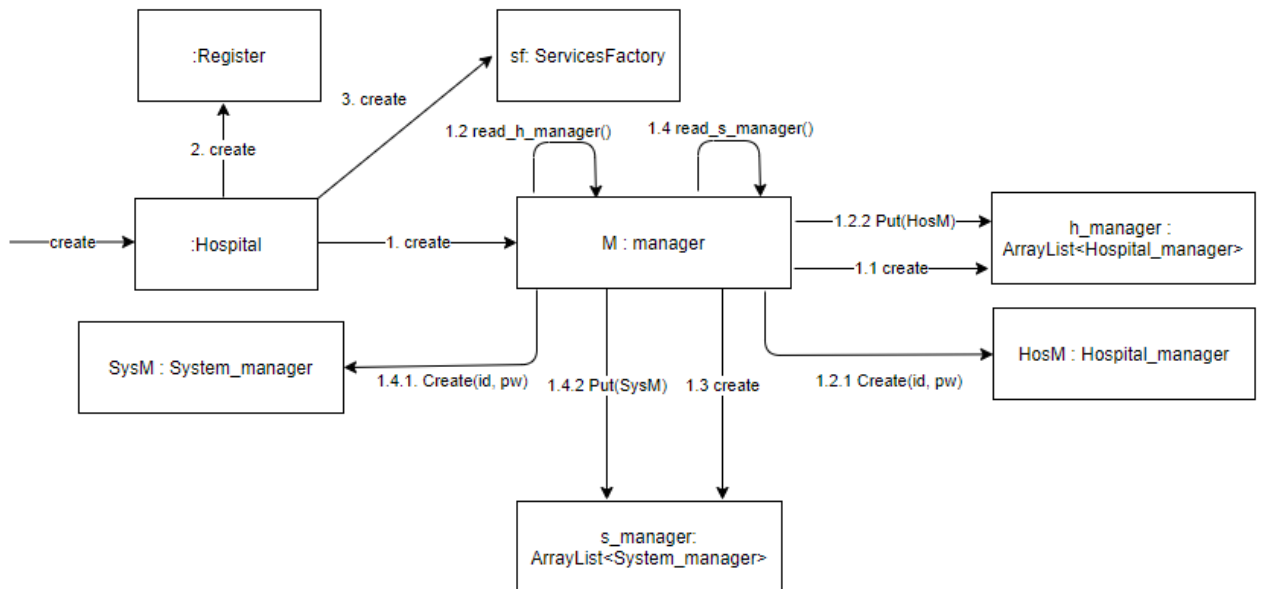 :Register
sf: ServicesFactory
3. create
1.2 read_h_manager()
1.4 read_s_manager()
2. create
create
:Hospital
1. create
M : manager
1.2.2 Put(HosM)
1.1 create
h_manager :
ArrayList<Hospital_manager>
SysM : System_manager
1.4.1. Create(id, pw)
1.4.2 Put(SysM)
1.3 create
1.2.1 Create(id, pw)
HosM : Hospital_manager
s_manager:
ArrayList<System_manager>